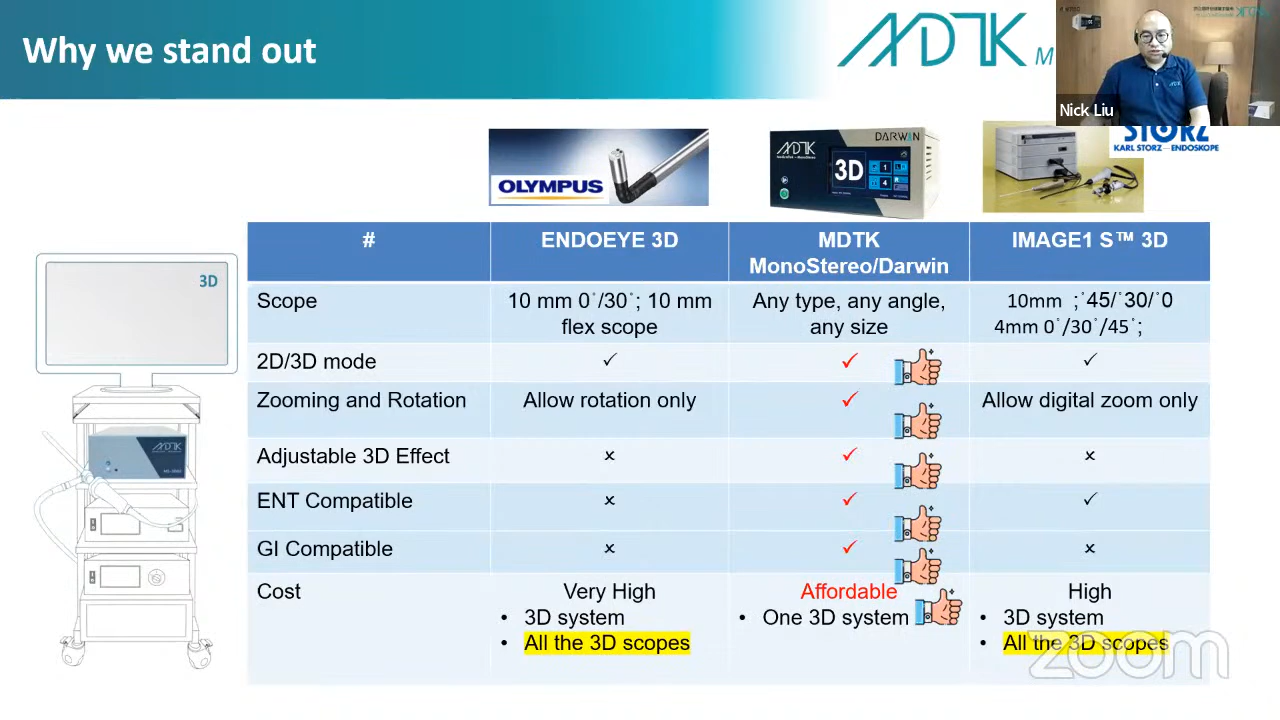 Why we stand out
MDTK M
Nick Liu
OLYMPUS
MDTK
DARWIN
3D
STORZ
KARL STORZ—ENDOSKOPE
# ENDOEYE 3D MDTK MonoStereo/Darwin IMAGE1 S™ 3D
Scope 10 mm 0˚/30˚; 10 mm flex scope Any type, any angle, any size 10mm ;˚45/˚30/˚0 4mm 0˚/30˚/45˚;
2D/3D mode ✓ ✓ ✓
Zooming and Rotation Allow rotation only ✓ Allow digital zoom only
Adjustable 3D Effect × ✓ ×
ENT Compatible × ✓ ✓
GI Compatible × ✓ ×
Cost Very High Affordable High
• 3D system • One 3D system • 3D system
• All the 3D scopes • All the 3D scopes
3D
MDTK
zoom